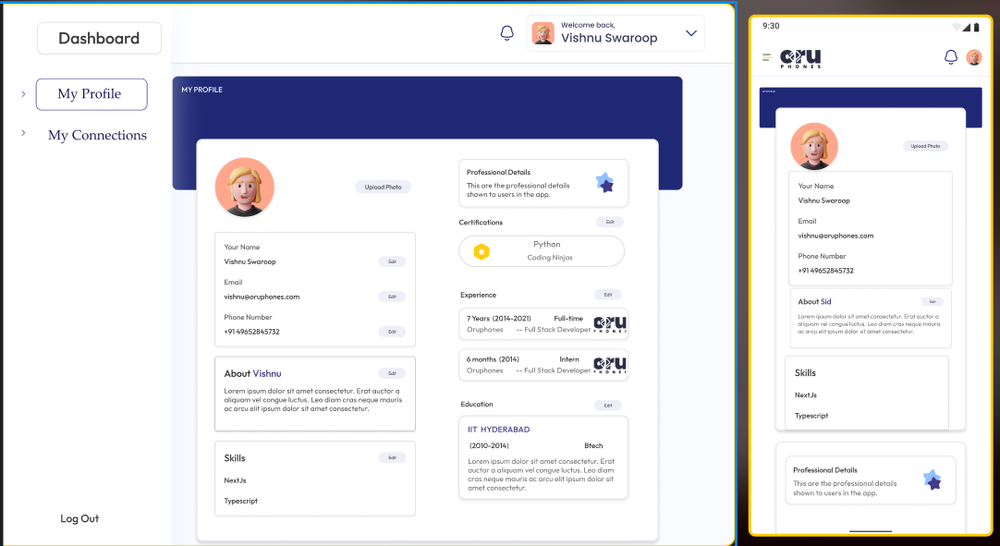 Dashboard
My Profile
My Connections
Log Out
Welcome back,
Vishnu Swaroop
MY PROFILE
Upload Photo
Your Name
Vishnu Swaroop
Edit
Email
vishnu@oruphones.com
Edit
Phone Number
+91 49652845732
Edit
About Vishnu
Edit
Lorem ipsum dolor sit amet consectetur. Erat auctor a
aliquam vel congue luctus. Leo diam cras neque mauris
ac arcu elit ipsum dolor sit amet consectetur.
Skills
Edit
NextJs
Typescript
Professional Details
This are the professional details
shown to users in the app.
Certifications
Edit
Python
Coding Ninjas
Experience
Edit
7 Years (2014-2021) Full-time
Oruphones -- Full Stack Developer
oru
PHONES
6 months (2014) Intern
Oruphones -- Full Stack Developer
oru
PHONES
Education
Edit
IIT HYDERABAD
(2010-2014) Btech
Lorem ipsum dolor sit amet consectetur. Erat
auctor a aliquam vel congue luctus. Leo diam
cras neque mauris ac arcu elit ipsum dolor sit
amet consectetur.
9:30
oru
PHONES
MY PROFILE
Upload Photo
Your Name
Vishnu Swaroop
Email
vishnu@oruphones.com
Phone Number
+91 49652845732
About Sid
Edit
Lorem ipsum dolor sit amet consectetur. Erat auctor a
aliquam vel congue luctus. Leo diam cras neque mauris
ac arcu elit ipsum dolor sit amet consectetur.
Skills
NextJs
Typescript
Professional Details
This are the professional details
shown to users in the app.